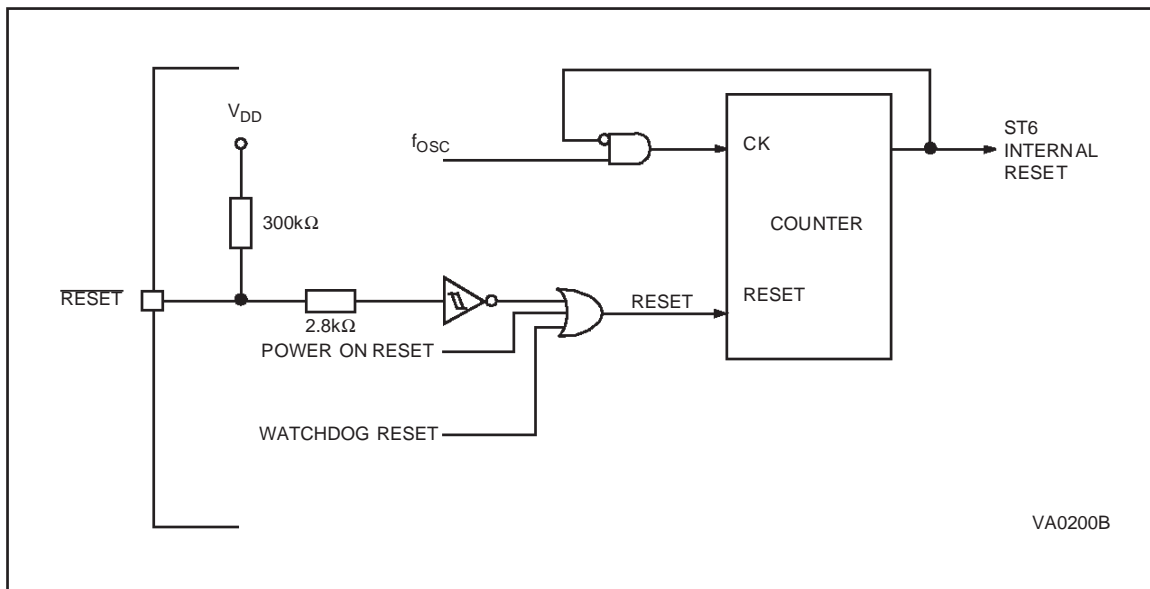 V_DD
f_OSC
CK
ST6
INTERNAL
RESET
300kΩ
COUNTER
RESET
RESET
RESET
2.8kΩ
POWER ON RESET
WATCHDOG RESET
VA0200B